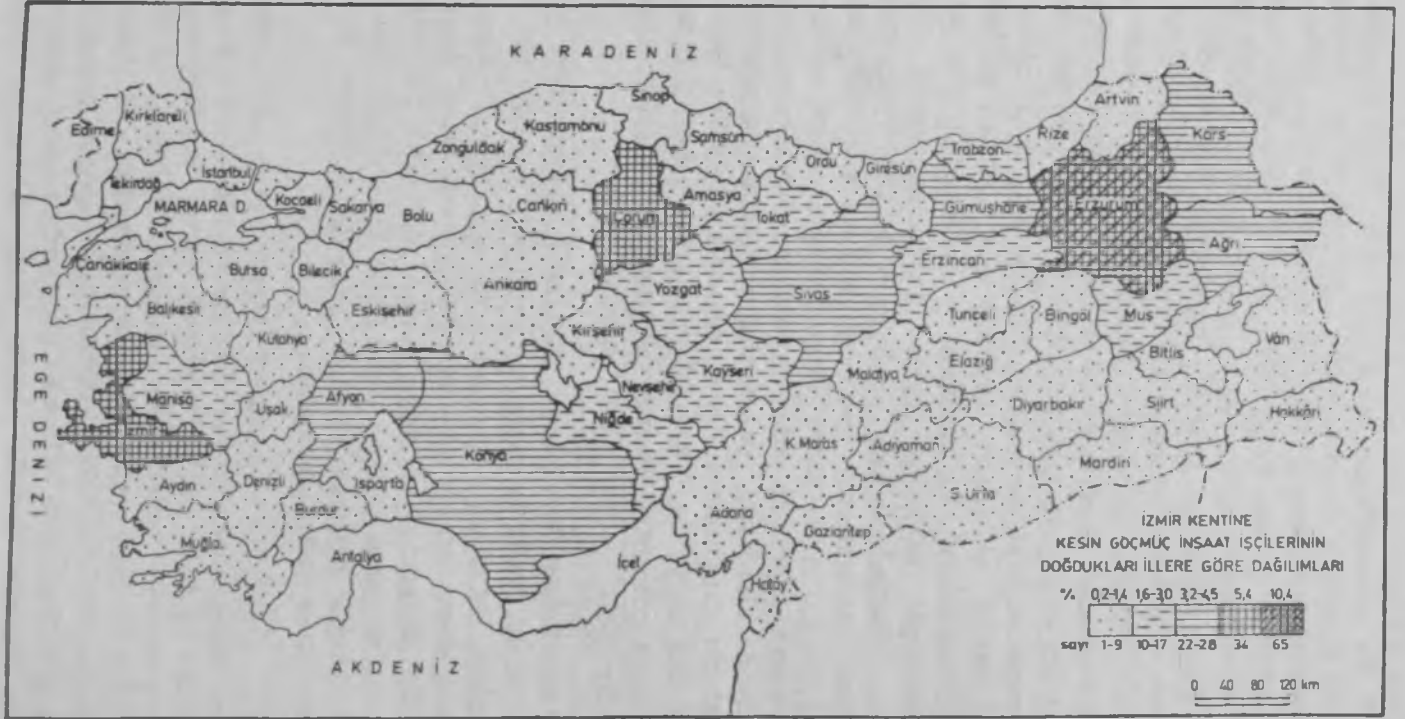 KARADENİZ
Sinop
Artvin
Kırklareli
Edirne
Kastamonu
Samsun
Rize
Kars
Zonguldak
Trabzon
Ordu
Giresun
İstanbul
Tekirdağ
Kocaeli
Amasya
MARMARA D.
Sakarya
Bolu
Çankırı
Çorum
Tokat
Gümüşhane
Erzurum
Ağrı
Çanakkale
Bursa
Bilecik
Ankara
Erzincan
Balıkesir
Eskişehir
Yozgat
Sivas
Tunceli
Bingöl
Muş
Kütahya
Kırşehir
Van
Bitlis
Elazığ
EGE DENİZİ
Manisa
Uşak
Afyon
Nevşehir
Kayseri
Malatya
Diyarbakır
Siirt
Hakkâri
İzmir
Niğde
Konya
K.Maraş
Adıyaman
Mardin
Aydın
Denizli
Isparta
Burdur
Ş.Urfa
Adana
Gaziantep
Muğla
Antalya
İçel
Hatay
AKDENİZ
İZMİR KENTİNE
KESİN GÖÇMÜÇ İNŞAAT İŞÇİLERİNİN
DOĞDUKLARI İLLERE GÖRE DAĞILIMLARI
% 0,2-1,4 1,6-3,0 3,2-4,5 5,4 10,4
sayı 1-9 10-17 22-28 34 65
0 40 80 120 km